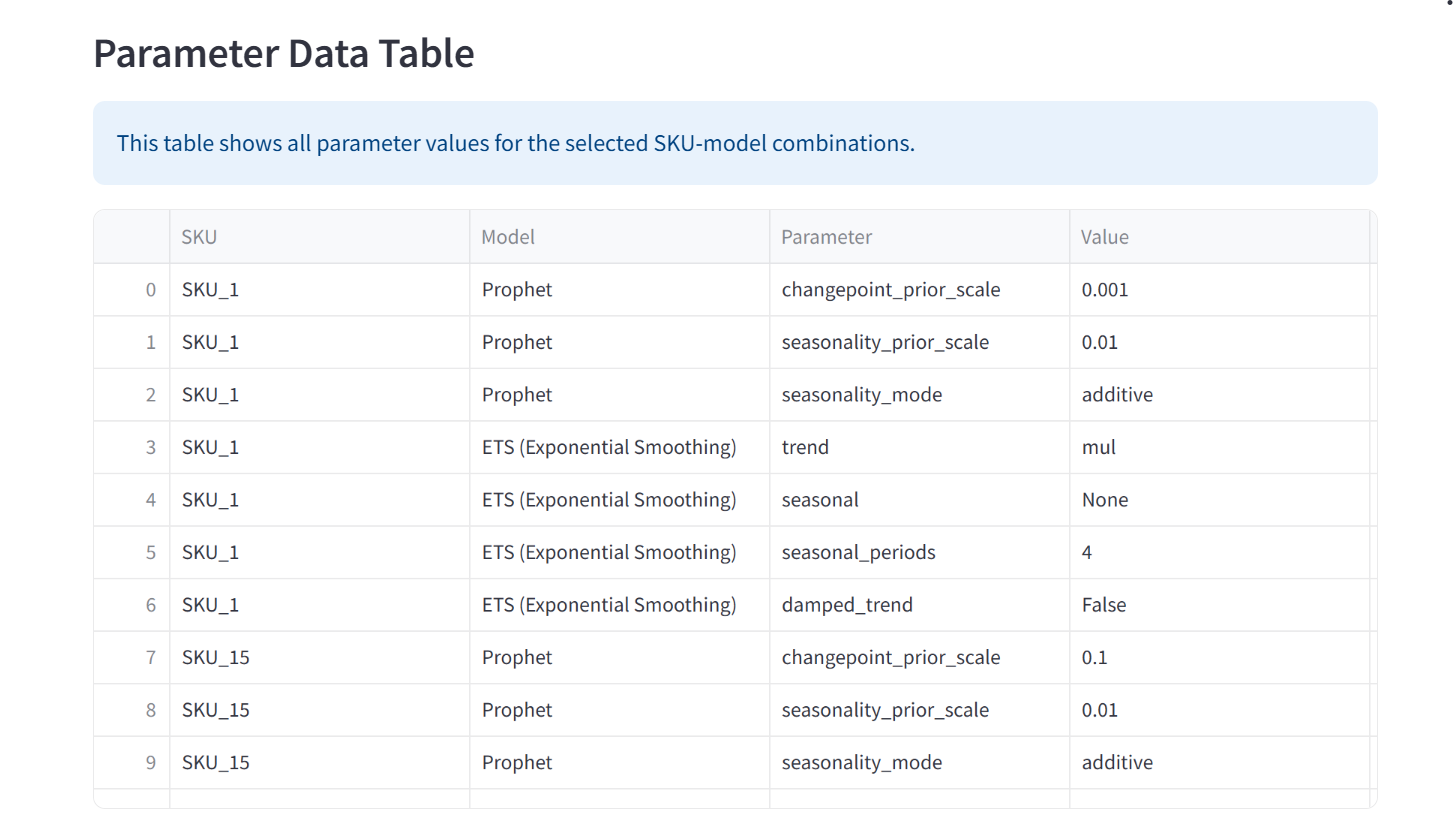 Parameter Data Table
This table shows all parameter values for the selected SKU-model combinations.
SKU Model Parameter Value
0 SKU_1 Prophet changepoint_prior_scale 0.001
1 SKU_1 Prophet seasonality_prior_scale 0.01
2 SKU_1 Prophet seasonality_mode additive
3 SKU_1 ETS (Exponential Smoothing) trend mul
4 SKU_1 ETS (Exponential Smoothing) seasonal None
5 SKU_1 ETS (Exponential Smoothing) seasonal_periods 4
6 SKU_1 ETS (Exponential Smoothing) damped_trend False
7 SKU_15 Prophet changepoint_prior_scale 0.1
8 SKU_15 Prophet seasonality_prior_scale 0.01
9 SKU_15 Prophet seasonality_mode additive